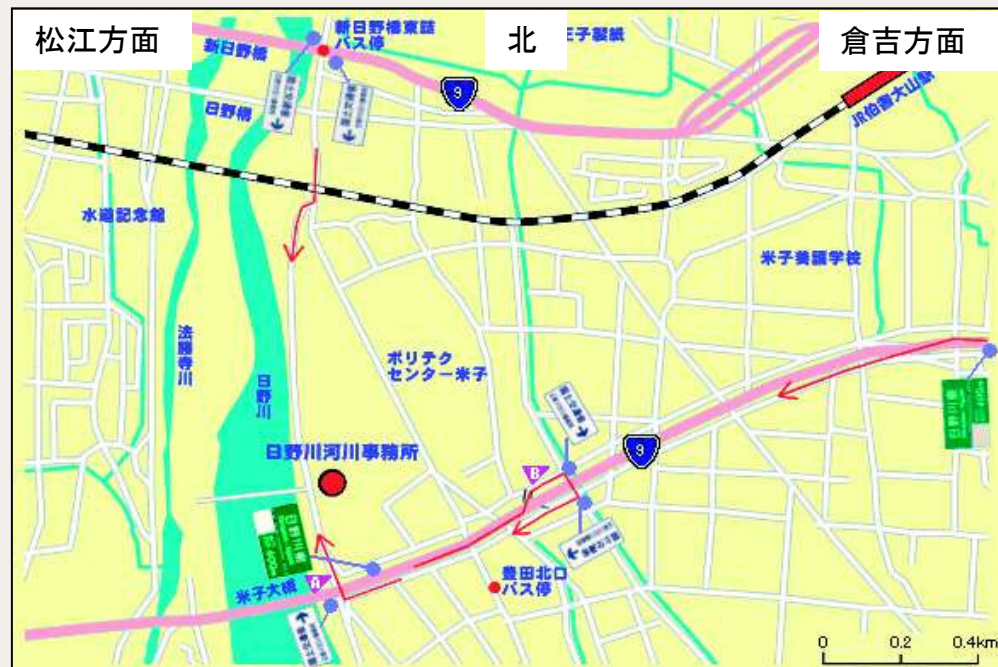 松江方面
北
倉吉方面
新日野橋東詰
バス停
王子製紙
新日野橋
9
日野橋
JR伯耆大山駅
水道記念館
米子養護学校
法勝寺川
日野川
ポリテク
センター米子
日野川河川事務所
9
B
A
米子大橋
豊田北口
バス停
0 0.2 0.4km